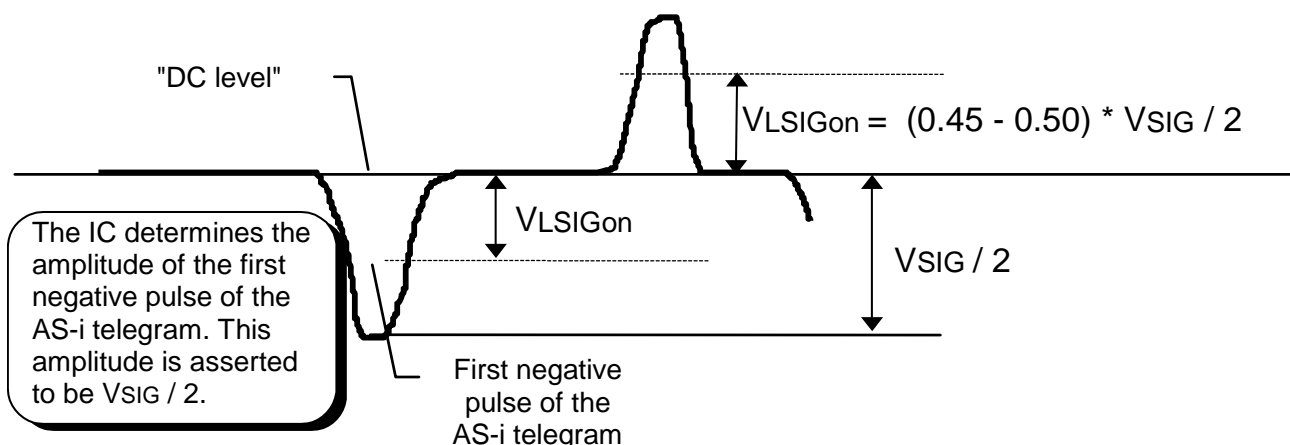 "DC level"
VLSIGon = (0.45 - 0.50) * VSIG / 2
VLSIGon
VSIG / 2
The IC determines the
amplitude of the first
negative pulse of the
AS-i telegram. This
amplitude is asserted
to be VSIG / 2.
First negative
pulse of the
AS-i telegram